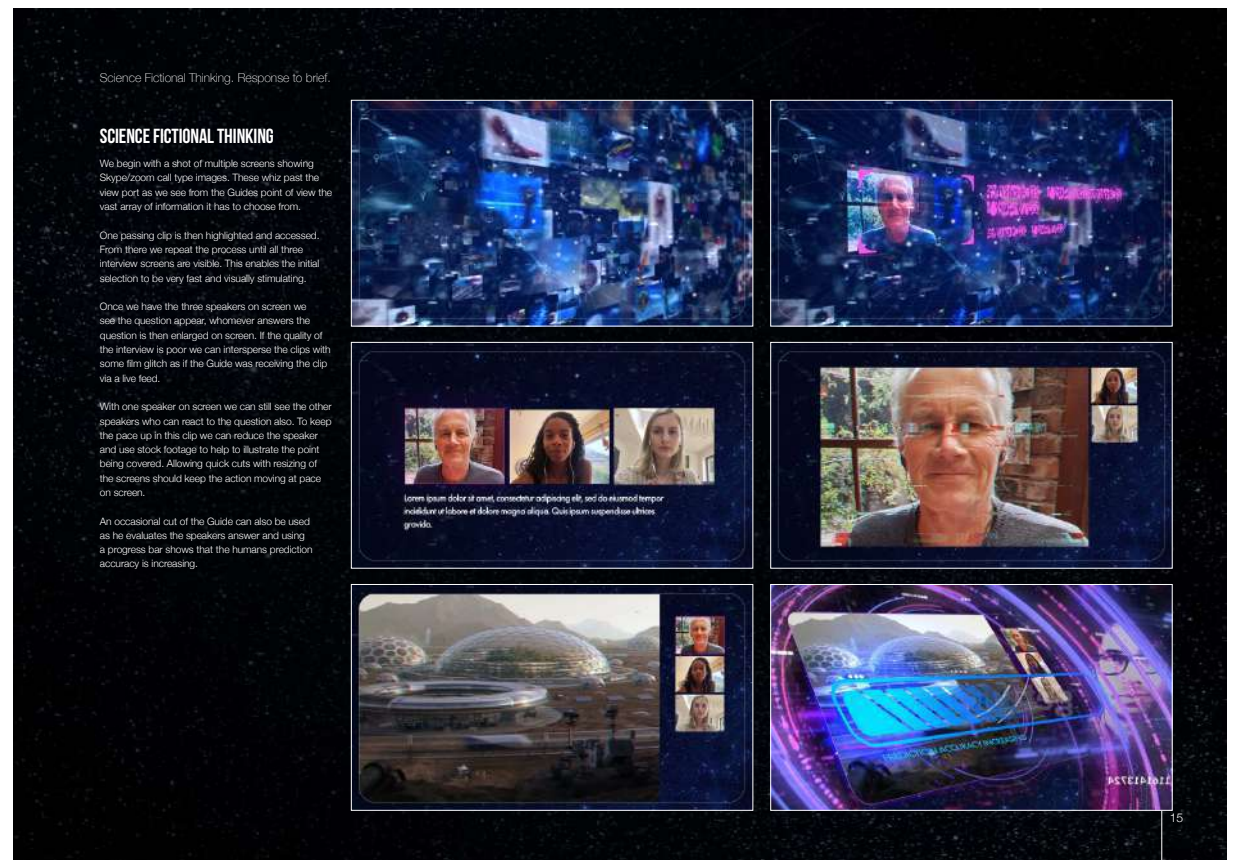 Science Fictional Thinking. Response to brief.
SCIENCE FICTIONAL THINKING
We begin with a shot of multiple screens showing
Skype/zoom call type images. These whiz past the
view port as we see from the Guides point of view the
vast array of information it has to choose from.
One passing clip is then highlighted and accessed.
From there we repeat the process until all three
interview screens are visible. This enables the initial
selection to be very fast and visually stimulating.
Once we have the three speakers on screen we
see the question appear, whomever answers the
question is then enlarged on screen. If the quality of
the interview is poor we can intersperse the clips with
some film glitch as if the Guide was receiving the clip
via a live feed.
With one speaker on screen we can still see the other
speakers who can react to the question also. To keep
the pace up in this clip we can reduce the speaker
and use stock footage to help to illustrate the point
being covered. Allowing quick cuts with resizing of
the screens should keep the action moving at pace
on screen.
An occasional cut of the Guide can also be used
as he evaluates the speakers answer and using
a progress bar shows that the humans prediction
accuracy is increasing.
Lorem ipsum dolor sit amet, consectetur adipiscing elit, sed do eiusmod tempor
incididunt ut labore et dolore magna aliqua. Quis ipsum suspendisse ultrices
gravida.
PREDICTION ACCURACY INCREASING
1161413724
15